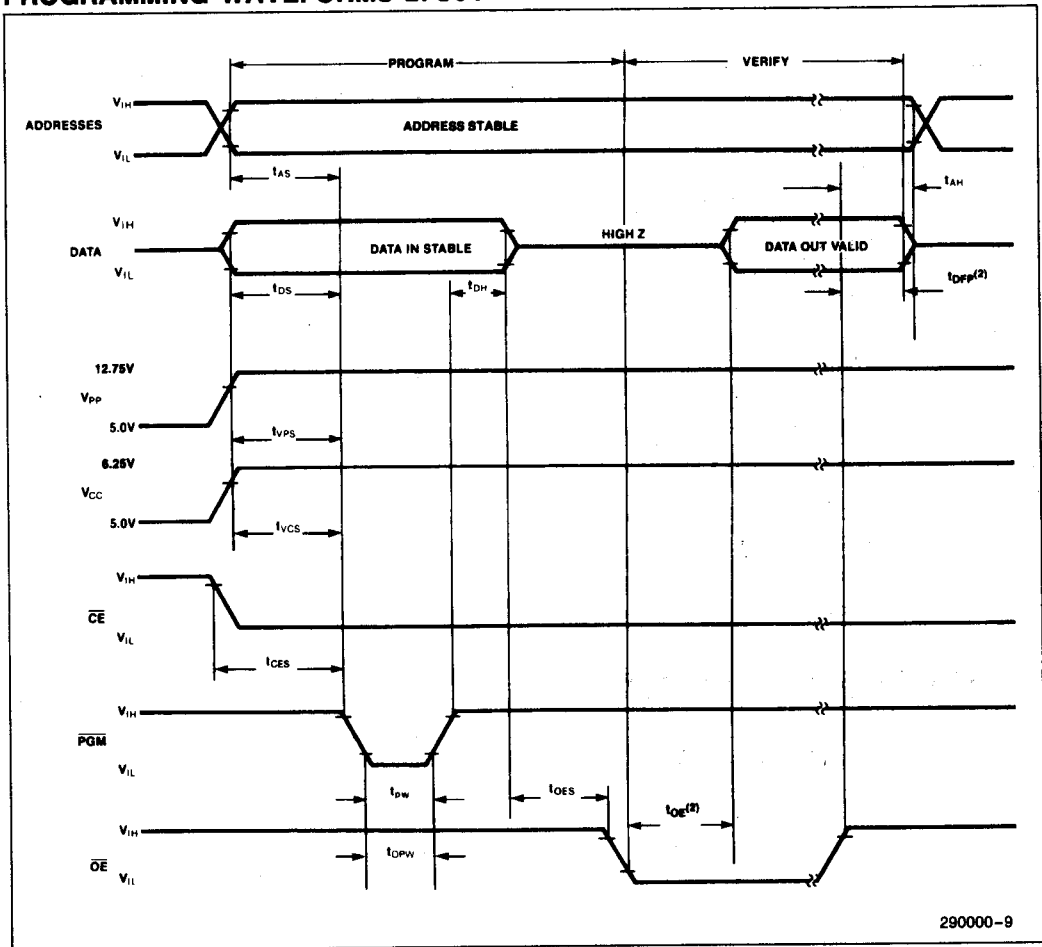 PROGRAMMING WAVEFORMS
PROGRAM
VERIFY
VIH
ADDRESSES
ADDRESS STABLE
VIL
tAS
tAH
VIH
HIGH Z
DATA
DATA IN STABLE
DATA OUT VALID
VIL
tDS
tDH
tDFP(2)
12.75V
VPP
5.0V
tVPS
6.25V
VCC
5.0V
tVCS
VIH
CE
VIL
tCES
VIH
PGM
VIL
tPW
tOES
tOE(2)
VIH
tOPW
OE
VIL
290000-9